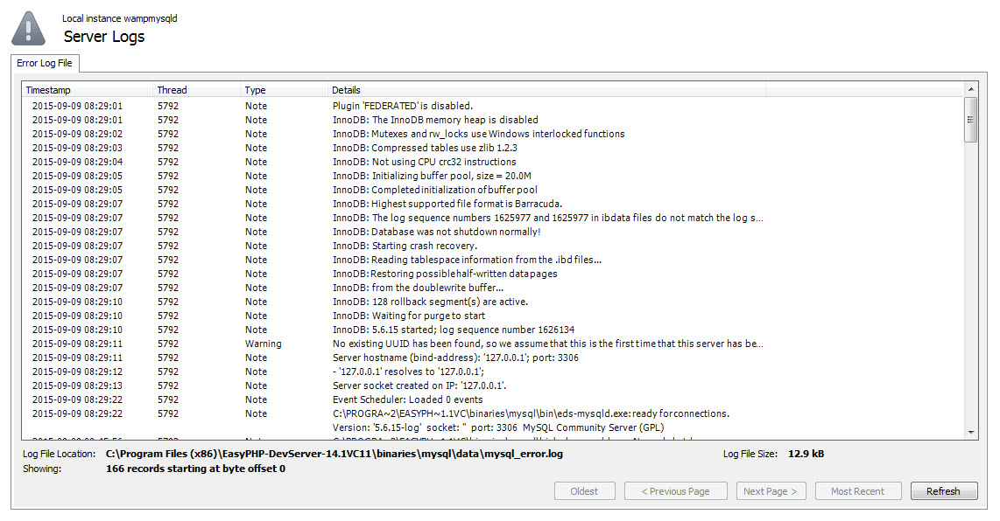 Local instance wampmysqld
Server Logs
Error Log File
Timestamp Thread Type Details
2015-09-09 08:29:01 5792 Note Plugin 'FEDERATED' is disabled.
2015-09-09 08:29:01 5792 Note InnoDB: The InnoDB memory heap is disabled
2015-09-09 08:29:02 5792 Note InnoDB: Mutexes and rw_locks use Windows interlocked functions
2015-09-09 08:29:03 5792 Note InnoDB: Compressed tables use zlib 1.2.3
2015-09-09 08:29:04 5792 Note InnoDB: Not using CPU crc32 instructions
2015-09-09 08:29:05 5792 Note InnoDB: Initializing buffer pool, size = 20.0M
2015-09-09 08:29:05 5792 Note InnoDB: Completed initialization of buffer pool
2015-09-09 08:29:07 5792 Note InnoDB: Highest supported file format is Barracuda.
2015-09-09 08:29:07 5792 Note InnoDB: The log sequence numbers 1625977 and 1625977 in ibdata files do not match the log s...
2015-09-09 08:29:07 5792 Note InnoDB: Database was not shutdown normally!
2015-09-09 08:29:07 5792 Note InnoDB: Starting crash recovery.
2015-09-09 08:29:07 5792 Note InnoDB: Reading tablespace information from the .ibd files...
2015-09-09 08:29:07 5792 Note InnoDB: Restoring possible half-written data pages
2015-09-09 08:29:07 5792 Note InnoDB: from the doublewrite buffer...
2015-09-09 08:29:10 5792 Note InnoDB: 128 rollback segment(s) are active.
2015-09-09 08:29:10 5792 Note InnoDB: Waiting for purge to start
2015-09-09 08:29:10 5792 Note InnoDB: 5.6.15 started; log sequence number 1626134
2015-09-09 08:29:11 5792 Warning No existing UUID has been found, so we assume that this is the first time that this server has be...
2015-09-09 08:29:11 5792 Note Server hostname (bind-address): '127.0.0.1'; port: 3306
2015-09-09 08:29:12 5792 Note - '127.0.0.1' resolves to '127.0.0.1';
2015-09-09 08:29:13 5792 Note Server socket created on IP: '127.0.0.1'.
2015-09-09 08:29:22 5792 Note Event Scheduler: Loaded 0 events
2015-09-09 08:29:22 5792 Note C:\PROGRA~2\EASYPH~1.1VC\binaries\mysql\bin\eds-mysqld.exe: ready for connections.
Version: '5.6.15-log' socket: '' port: 3306 MySQL Community Server (GPL)
Log File Location: C:\Program Files (x86)\EasyPHP-DevServer-14.1VC11\binaries\mysql\data\mysql_error.log Log File Size: 12.9 kB
Showing: 166 records starting at byte offset 0
Oldest < Previous Page Next Page > Most Recent Refresh